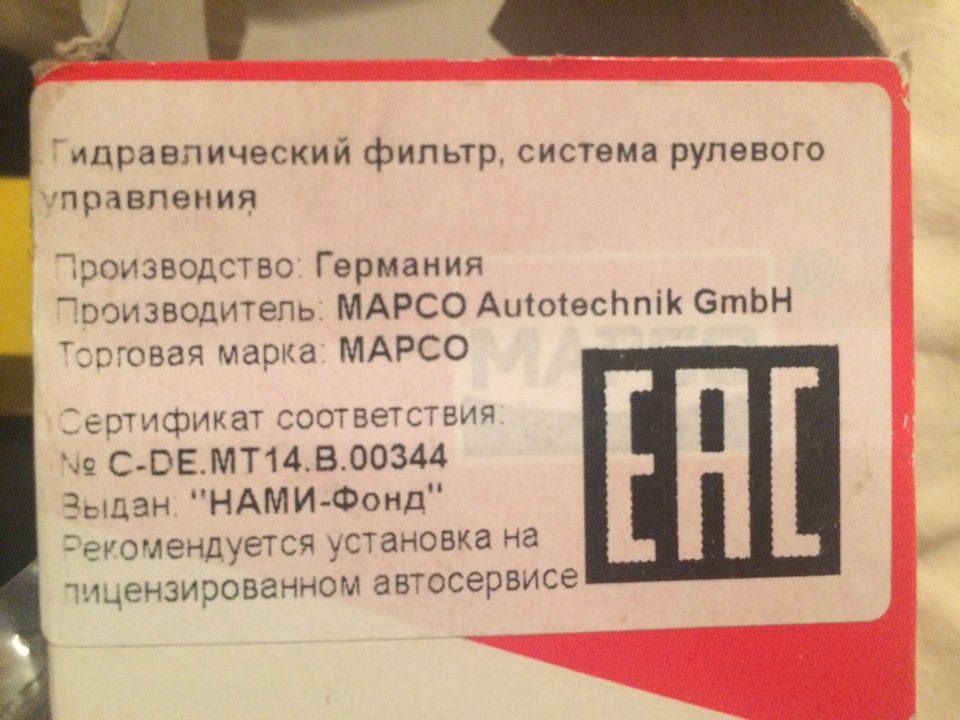 Гидравлический фильтр, система рулевого
управления
Производство: Германия
Производитель: MAPCO Autotechnik GmbH
Торговая марка: MAPCO
MAPCO
Сертификат соответствия:
№ C-DE.MT14.B.00344
Выдан: "НАМИ-Фонд"
Рекомендуется установка на
лицензированном автосервисе
EAC